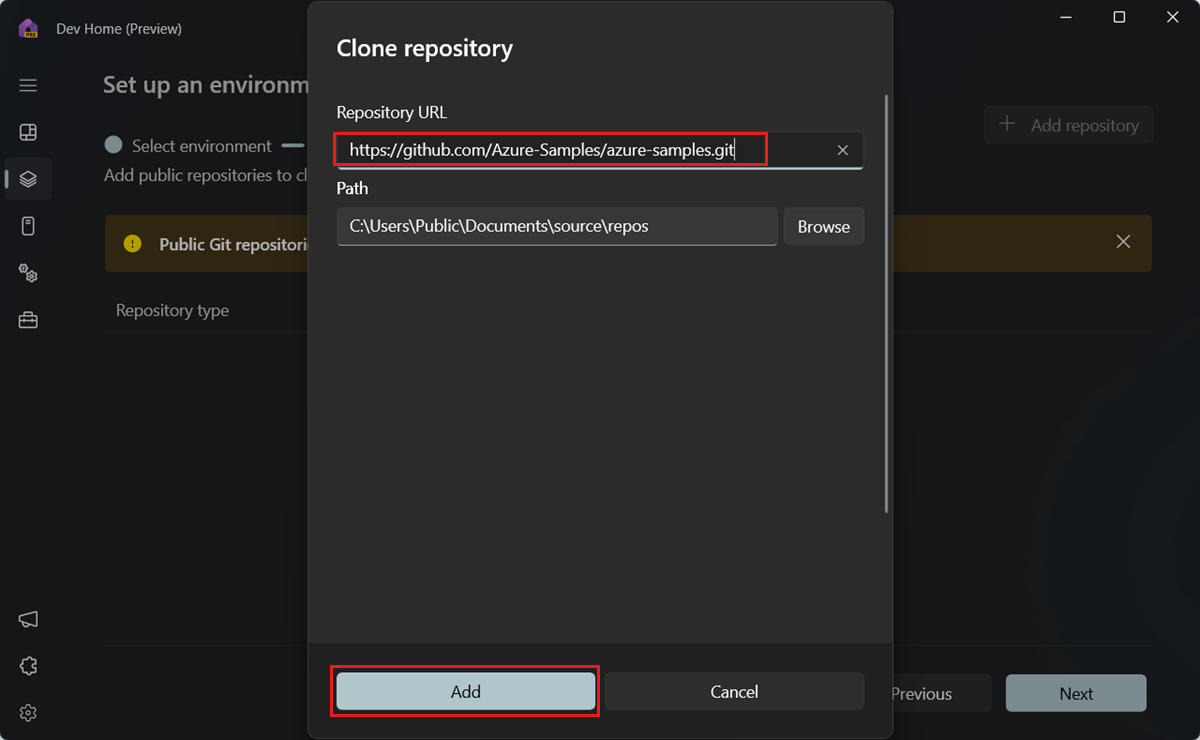 Dev Home (Preview)
Clone repository
Set up an environm
Repository URL
Add repository
Select environment
https://github.com/Azure-Samples/azure-samples.git
Add public repositories to cl
Path
C:\Users\Public\Documents\source\repos
Browse
Public Git repositori
Repository type
Add
Cancel
Previous
Next